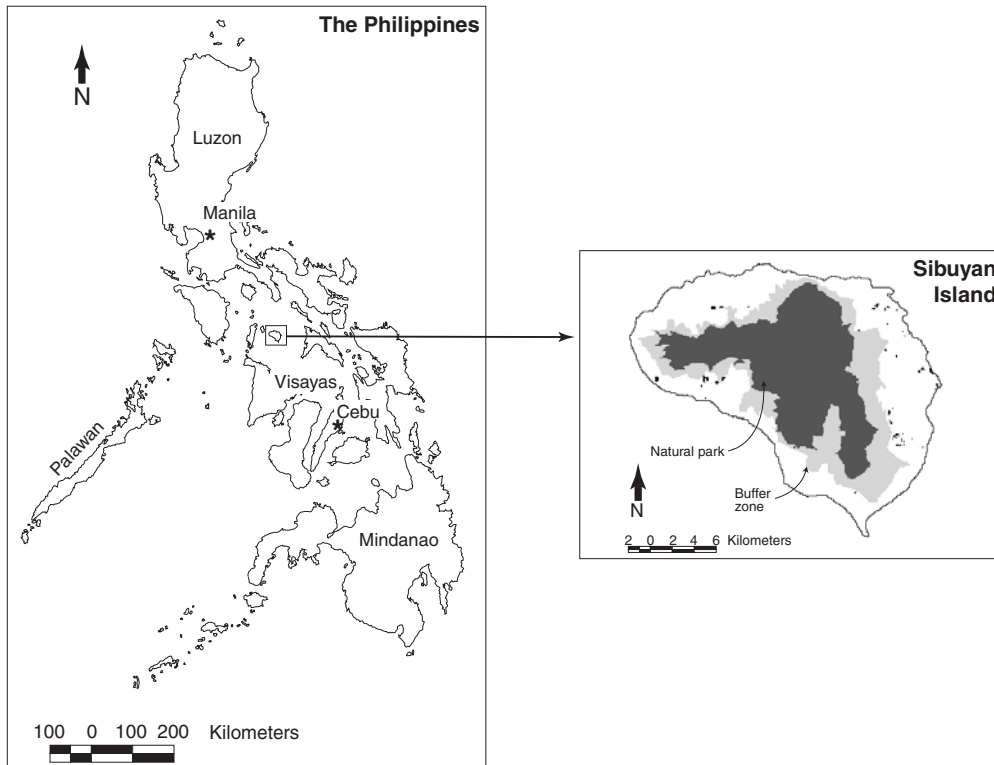 The Philippines
N
Luzon
Manila
*
Visayas
Cebu
*
Palawan
Mindanao
100 0 100 200 Kilometers
Sibuyan
Island
Natural park
Buffer
zone
N
2 0 2 4 6 Kilometers